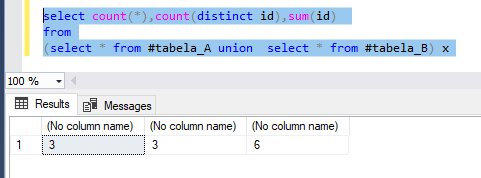 select count(*),count(distinct id),sum(id)
from
(select * from #tabela_A union  select * from #tabela_B) x
100 %
Results Messages
(No column name) (No column name) (No column name)
1 3 3 6